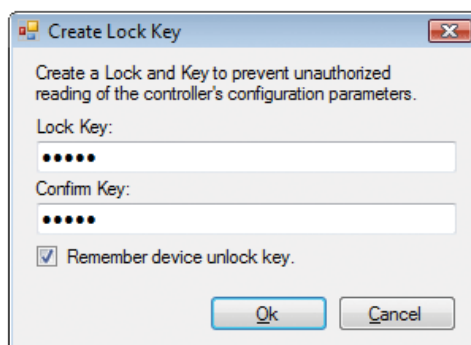 Create Lock Key
Create a Lock and Key to prevent unauthorized
reading of the controller's configuration parameters.
Lock Key:
●●●●●
Confirm Key:
●●●●●
Remember device unlock key.
Ok Cancel